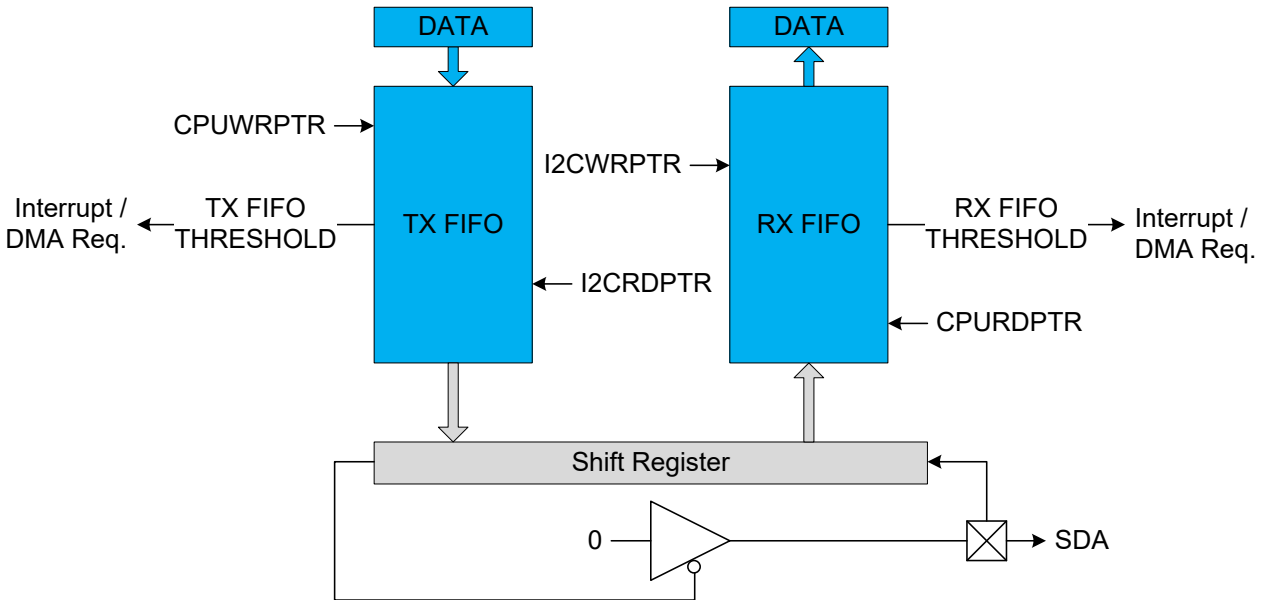 DATA
DATA
CPUWRPTR
I2CWRPTR
Interrupt /
DMA Req.
TX FIFO
THRESHOLD
TX FIFO
RX FIFO
RX FIFO
THRESHOLD
Interrupt /
DMA Req.
I2CRDPTR
CPURDPTR
Shift Register
0
SDA